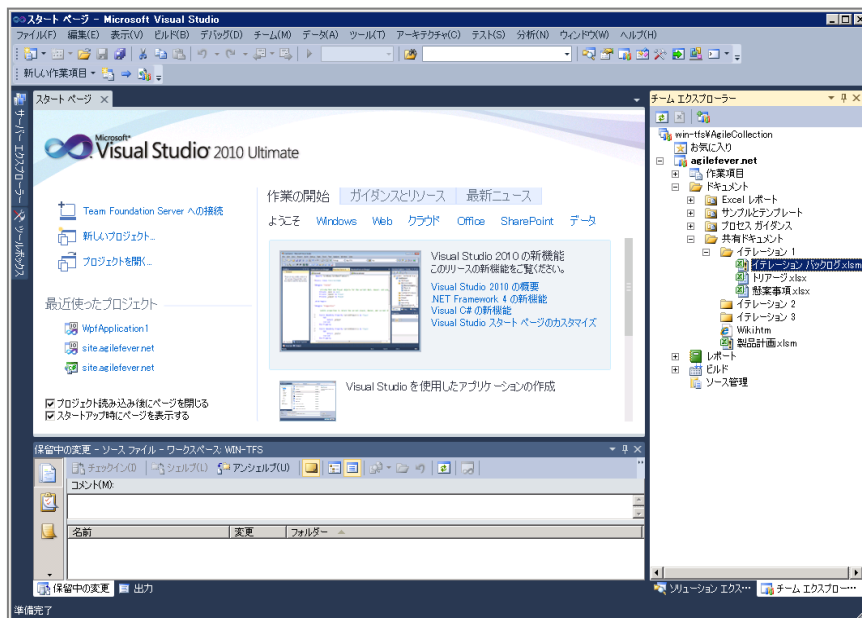 スタート ページ - Microsoft Visual Studio
ファイル(F) 編集(E) 表示(V) ビルド(B) デバッグ(D) チーム(M) データ(A) ツール(T) アーキテクチャ(C) テスト(S) 分析(N) ウィンドウ(W) ヘルプ(H)
新しい作業項目
サーバー エクスプローラー
ツールボックス
スタート ページ
Microsoft
Visual Studio 2010 Ultimate
Team Foundation Server への接続
新しいプロジェクト...
プロジェクトを開く...
最近使ったプロジェクト
WpfApplication1
site.agilefever.net
site.agilefever.net
プロジェクト読み込み後にページを閉じる
スタートアップ時にページを表示する
作業の開始 ガイダンスとリソース 最新ニュース
ようこそ Windows Web クラウド Office SharePoint データ
Visual Studio 2010 の新機能
このリリースの新機能をご覧ください。
Visual Studio 2010 の概要
.NET Framework 4 の新機能
Visual C# の新機能
Visual Studio スタート ページのカスタマイズ
Visual Studio を使用したアプリケーションの作成
保留中の変更 - ソース ファイル - ワークスペース: WIN-TFS
チェックイン(I) シェルブ(L) アンシェルブ(U)
コメント(M):
名前 変更 フォルダー
保留中の変更 出力
準備完了
チーム エクスプローラー
win-tfs¥AgileCollection
お気に入り
agilefever.net
作業項目
ドキュメント
Excel レポート
サンプルとテンプレート
プロセス ガイダンス
共有ドキュメント
イテレーション 1
イテレーション バックログ.xlsm
トリアージ.xlsx
懸案事項.xlsx
イテレーション 2
イテレーション 3
Wiki.htm
製品計画.xlsm
レポート
ビルド
ソース管理
ソリューション エクス... チーム エクスプロー...